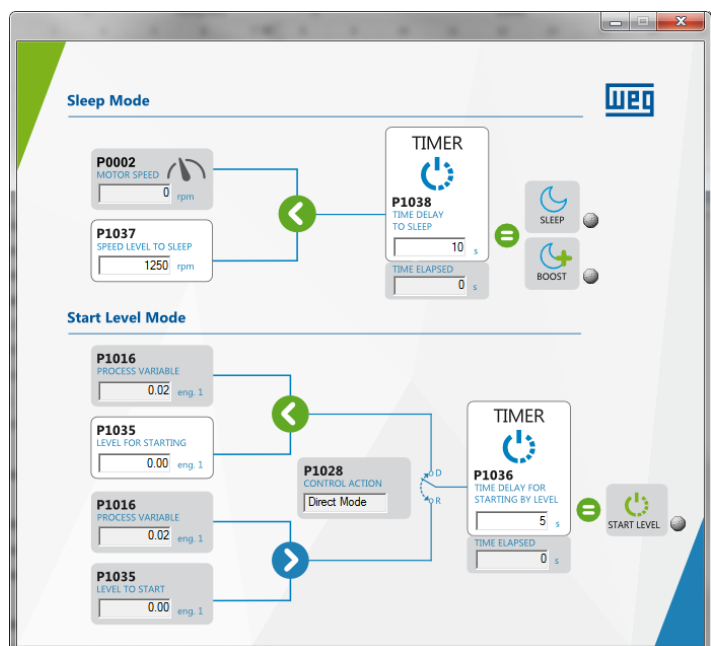 weg
Sleep Mode
P0002
MOTOR SPEED
0 rpm
P1037
SPEED LEVEL TO SLEEP
1250 rpm
TIMER
P1038
TIME DELAY
TO SLEEP
10 s
TIME ELAPSED
0 s
SLEEP
BOOST
Start Level Mode
P1016
PROCESS VARIABLE
0.02 eng. 1
P1035
LEVEL FOR STARTING
0.00 eng. 1
P1016
PROCESS VARIABLE
0.02 eng. 1
P1035
LEVEL TO START
0.00 eng. 1
P1028
CONTROL ACTION
Direct Mode
D
R
TIMER
P1036
TIME DELAY FOR
STARTING BY LEVEL
5 s
TIME ELAPSED
0 s
START LEVEL